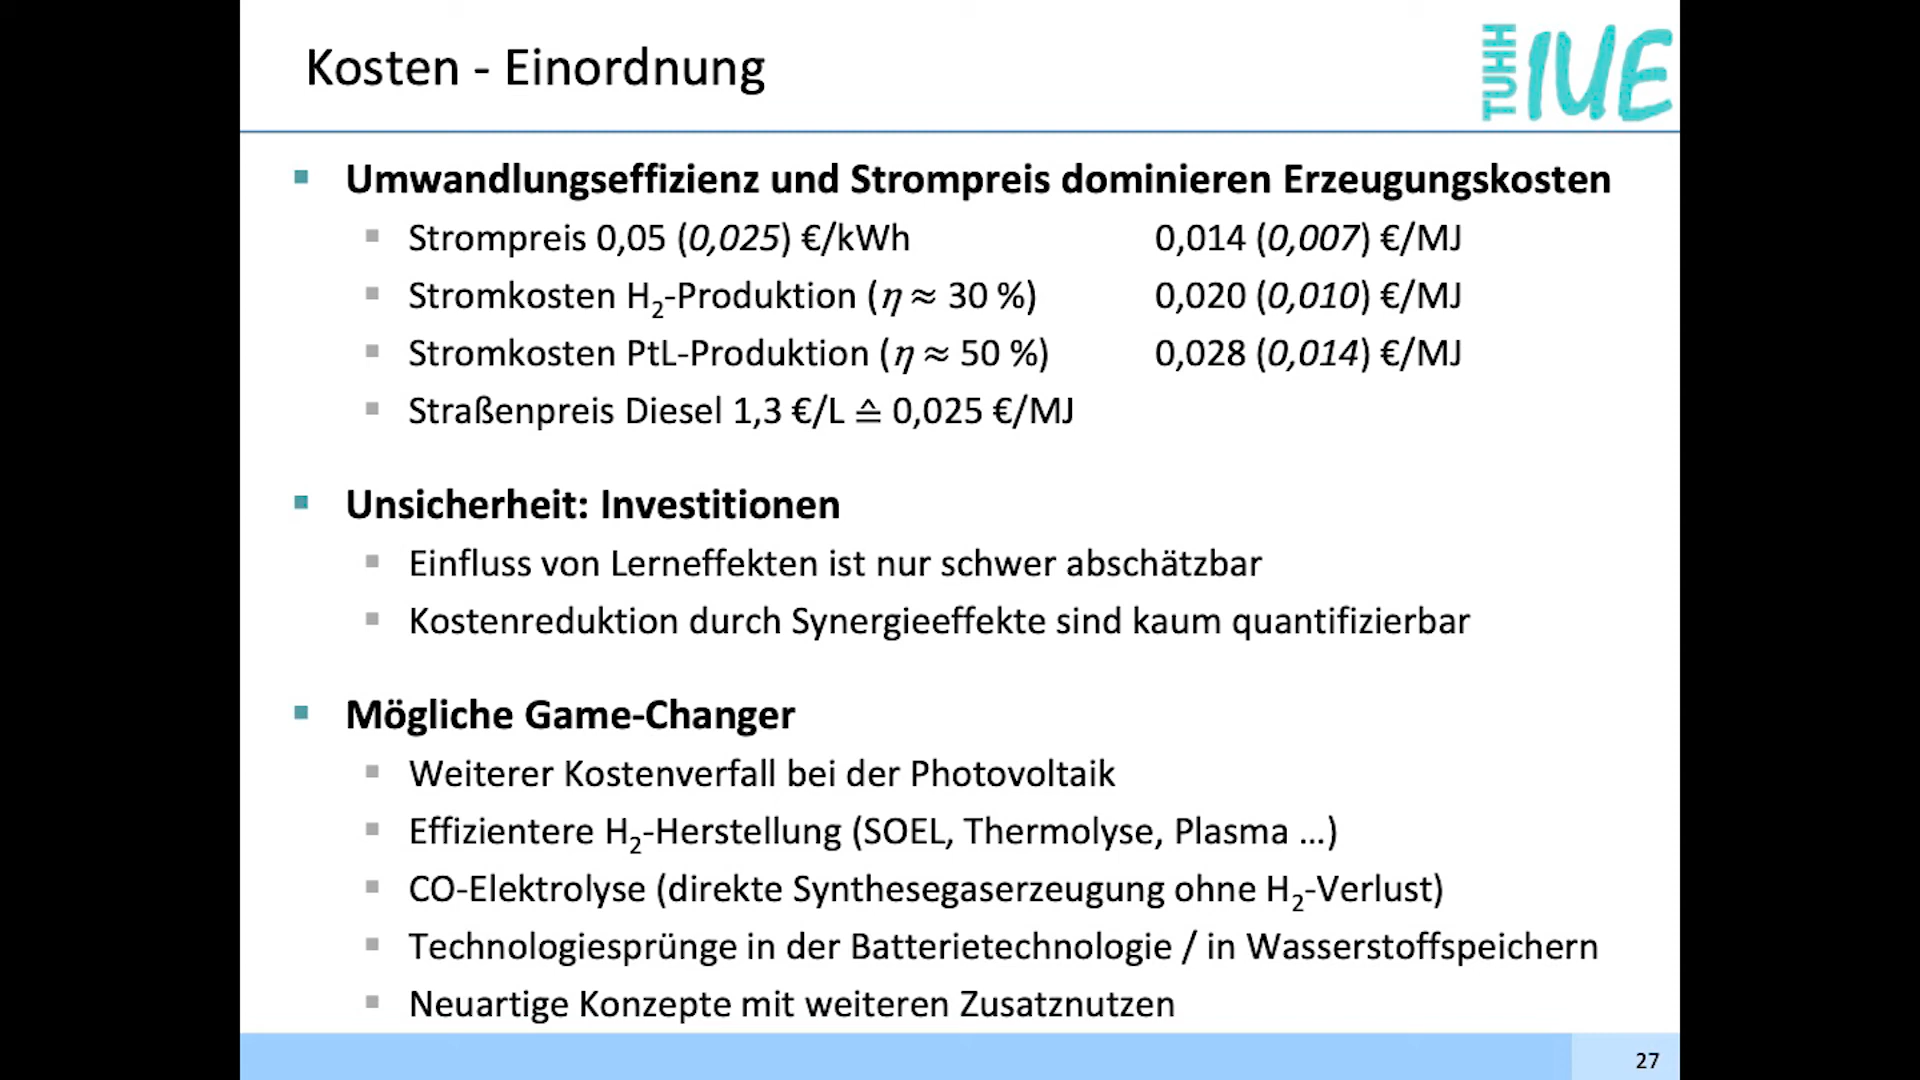 Kosten - Einordnung
TUHH IUE
Umwandlungseffizienz und Strompreis dominieren Erzeugungskosten
Strompreis 0,05 (0,025) €/kWh 0,014 (0,007) €/MJ
Stromkosten H₂-Produktion (η ≈ 30 %) 0,020 (0,010) €/MJ
Stromkosten PtL-Produktion (η ≈ 50 %) 0,028 (0,014) €/MJ
Straßenpreis Diesel 1,3 €/L ≙ 0,025 €/MJ
Unsicherheit: Investitionen
Einfluss von Lerneffekten ist nur schwer abschätzbar
Kostenreduktion durch Synergieeffekte sind kaum quantifizierbar
Mögliche Game-Changer
Weiterer Kostenverfall bei der Photovoltaik
Effizientere H₂-Herstellung (SOEL, Thermolyse, Plasma ...)
CO-Elektrolyse (direkte Synthesegaserzeugung ohne H₂-Verlust)
Technologiesprünge in der Batterietechnologie / in Wasserstoffspeichern
Neuartige Konzepte mit weiteren Zusatznutzen
27